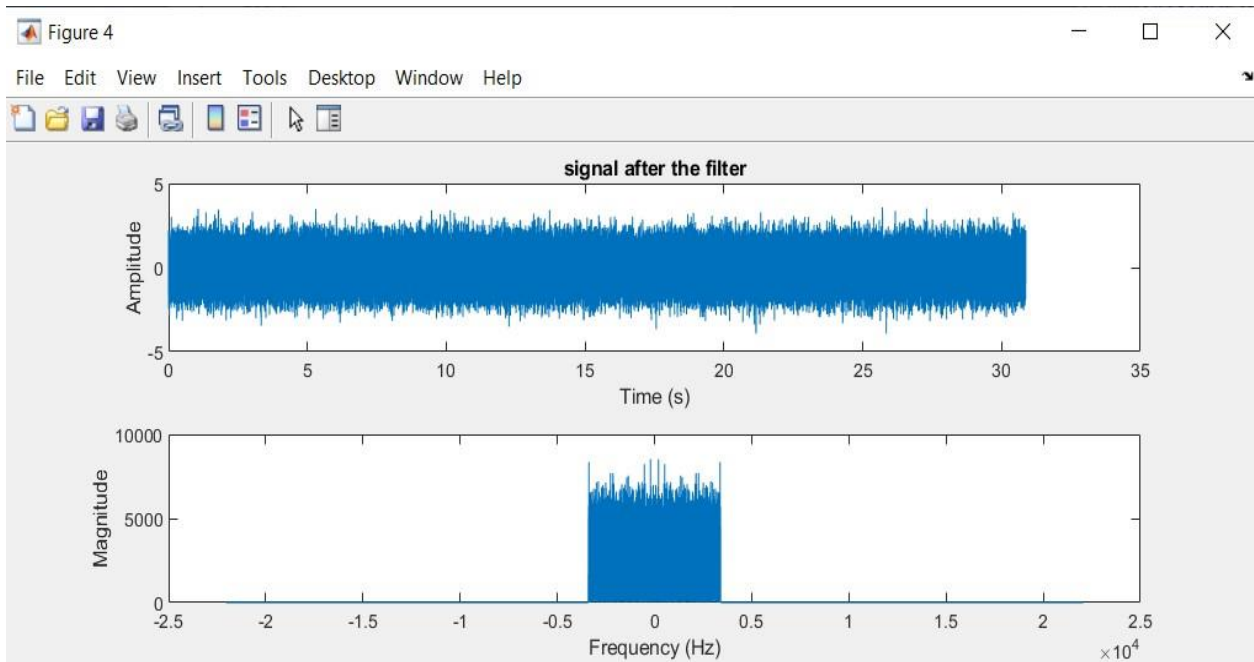 Figure 4
File Edit View Insert Tools Desktop Window Help
signal after the filter
5
0
-5
Amplitude
0 5 10 15 20 25 30 35
Time (s)
10000
5000
0
Magnitude
-2.5 -2 -1.5 -1 -0.5 0 0.5 1 1.5 2 2.5
Frequency (Hz)
×10⁴